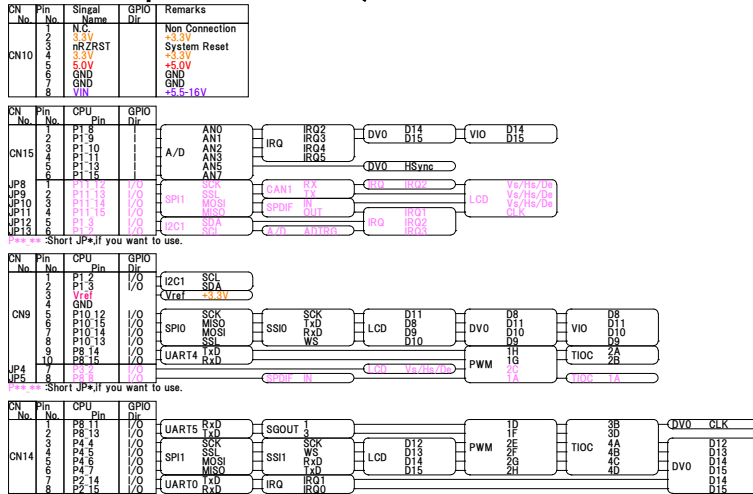 CN No. Pin No. Singal Name GPIO Dir Remarks
CN10
1 N.C. Non Connection
2 3.3V +3.3V
3 nRZRST System Reset
4 3.3V +3.3V
5 5.0V +5.0V
6 GND GND
7 GND GND
8 VIN +5.5-16V
CN No. Pin No. CPU Pin GPIO Dir
CN15
1 P1_8 I A/D AN0 IRQ IRQ2 DV0 D14 VIO D14
2 P1_9 I AN1 IRQ3 D15 D15
3 P1_10 I AN2 IRQ4
4 P1_11 I AN3 IRQ5
5 P1_13 I AN5 DV0 HSync
6 P1_15 I AN7
JP8 1 P11_12 I/O SPI1 SCK CAN1 RX IRQ IRQ2 LCD Vs/Hs/De
JP9 2 P11_13 I/O SSL TX Vs/Hs/De
JP10 3 P11_14 I/O MOSI SPDIF IN Vs/Hs/De
JP11 4 P11_15 I/O MISO OUT IRQ IRQ1 CLK
JP12 5 P1_3 I/O I2C1 SDA IRQ2
JP13 6 P1_2 I/O SCL A/D ADTRG IRQ3
P**_** :Short JP*,if you want to use.
CN No. Pin No. CPU Pin GPIO Dir
CN9
1 P1_2 I/O I2C1 SCL
2 P1_3 I/O SDA
3 Vref Vref +3.3V
4 GND
5 P10_12 I/O SPI0 SCK SSI0 SCK LCD D11 DV0 D8 VIO D8
6 P10_15 I/O MISO TxD D8 D11 D11
7 P10_14 I/O MOSI RxD D9 D10 D10
8 P10_13 I/O SSL WS D10 D9 D9
9 P8_14 I/O UART4 TxD PWM 1H TIOC 2A
10 P8_15 I/O RxD 1G 2B
JP4 7 P3_2 I/O LCD Vs/Hs/De 2C
JP5 8 P8_8 I/O SPDIF IN 1A TIOC 1A
P**_** :Short JP*,if you want to use.
CN No. Pin No. CPU Pin GPIO Dir
CN14
1 P8_11 I/O UART5 RxD SGOUT 1 PWM 1D TIOC 3B DV0 CLK
2 P8_13 I/O TxD 3 1F 3D
3 P4_4 I/O SPI1 SCK SSI1 SCK LCD D12 2E 4A DV0 D12
4 P4_5 I/O SSL WS D13 2F 4B D13
5 P4_6 I/O MOSI RxD D14 2G 4C D14
6 P4_7 I/O MISO TxD D15 2H 4D D15
7 P2_14 I/O UART0 TxD IRQ IRQ1 D14
8 P2_15 I/O RxD IRQ0 D15